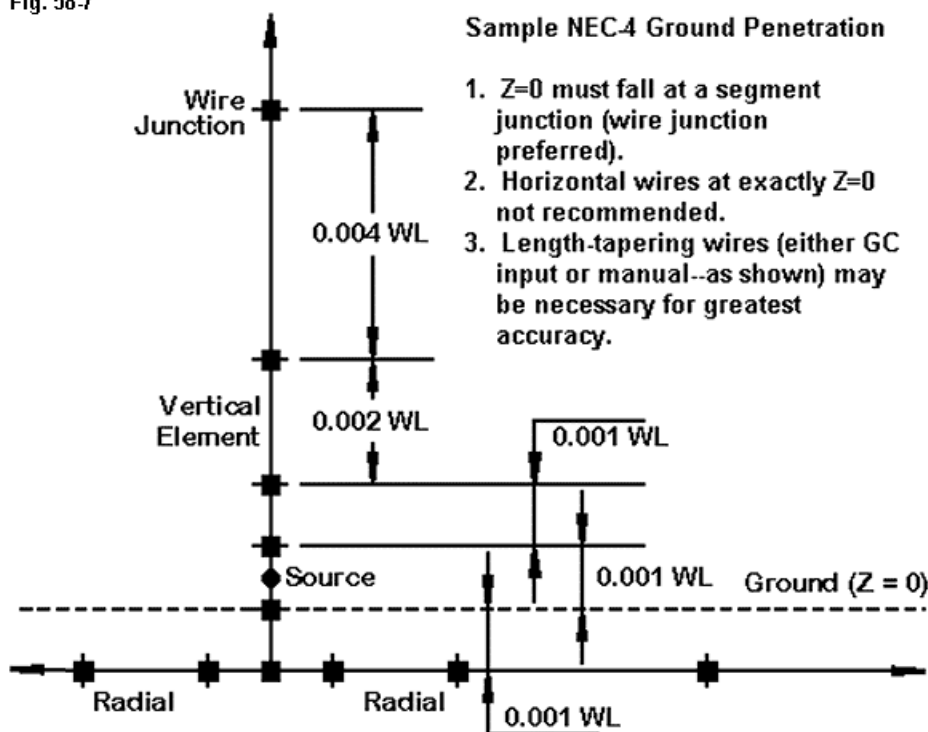 Fig. 58-7
Sample NEC-4 Ground Penetration
1. Z=0 must fall at a segment
junction (wire junction
preferred).
2. Horizontal wires at exactly Z=0
not recommended.
3. Length-tapering wires (either GC
input or manual--as shown) may
be necessary for greatest
accuracy.
Wire
Junction
0.004 WL
Vertical
Element
0.002 WL
0.001 WL
Source
0.001 WL
Ground (Z = 0)
Radial
Radial
0.001 WL